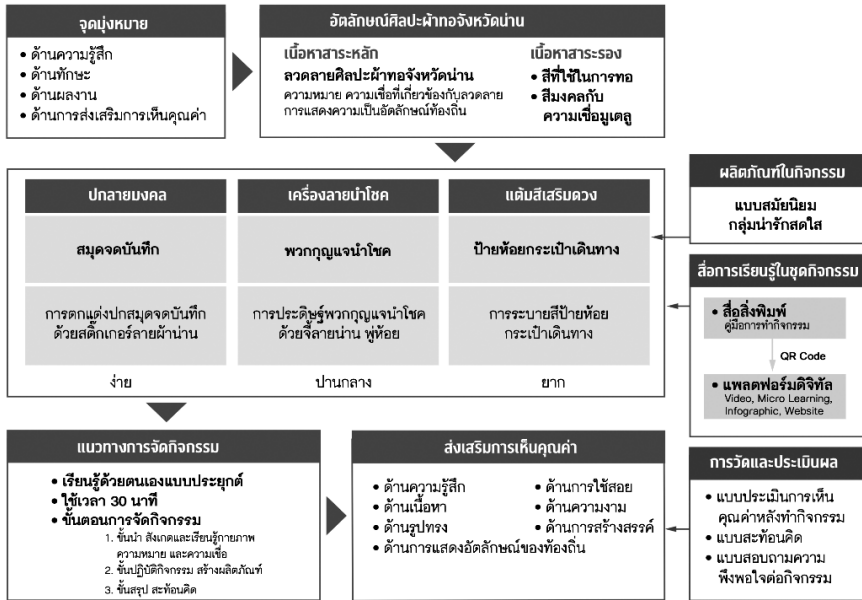 จุดมุ่งหมาย
• ด้านความรู้สึก
• ด้านทักษะ
• ด้านผลงาน
• ด้านการส่งเสริมการเห็นคุณค่า
อัตลักษณ์ศิลปะผ้าทอจังหวัดน่าน
เนื้อหาสาระหลัก
ลวดลายศิลปะผ้าทอจังหวัดน่าน
ความหมาย ความเชื่อที่เกี่ยวข้องกับลวดลาย
การแสดงความเป็นอัตลักษณ์ท้องถิ่น
เนื้อหาสาระรอง
• สีที่ใช้ในการทอ
• สีมงคลกับ
ความเชื่อมูเตลู
ปกลายมงคล
สมุดจดบันทึก
การตกแต่งปกสมุดจดบันทึก
ด้วยสติ๊กเกอร์ลายผ้าน่าน
ง่าย
เครื่องลายนำโชค
พวกกุญแจนำโชค
การประดิษฐ์พวกกุญแจนำโชค
ด้วยจี้ลายน่าน พู่ห้อย
ปานกลาง
แต้มสีเสริมดวง
ป้ายห้อยกระเป๋าเดินทาง
การระบายสีป้ายห้อย
กระเป๋าเดินทาง
ยาก
ผลิตภัณฑ์ในกิจกรรม
แบบสมัยนิยม
กลุ่มน่ารักสดใส
สื่อการเรียนรู้ในชุดกิจกรรม
• สื่อสิ่งพิมพ์
คู่มือการทำกิจกรรม
QR Code
• แพลตฟอร์มดิจิทัล
Video, Micro Learning,
Infographic, Website
แนวทางการจัดกิจกรรม
• เรียนรู้ด้วยตนเองแบบประยุกต์
• ใช้เวลา 30 นาที
• ขั้นตอนการจัดกิจกรรม
1. ขั้นนำ สังเกตและเรียนรู้กายภาพ
ความหมาย และความเชื่อ
2. ขั้นปฏิบัติกิจกรรม สร้างผลิตภัณฑ์
3. ขั้นสรุป สะท้อนคิด
ส่งเสริมการเห็นคุณค่า
• ด้านความรู้สึก
• ด้านเนื้อหา
• ด้านรูปทรง
• ด้านการใช้สอย
• ด้านความงาม
• ด้านการสร้างสรรค์
• ด้านการแสดงอัตลักษณ์ของท้องถิ่น
การวัดและประเมินผล
• แบบประเมินการเห็น
คุณค่าหลังทำกิจกรรม
• แบบสะท้อนคิด
• แบบสอบถามความ
พึงพอใจต่อกิจกรรม